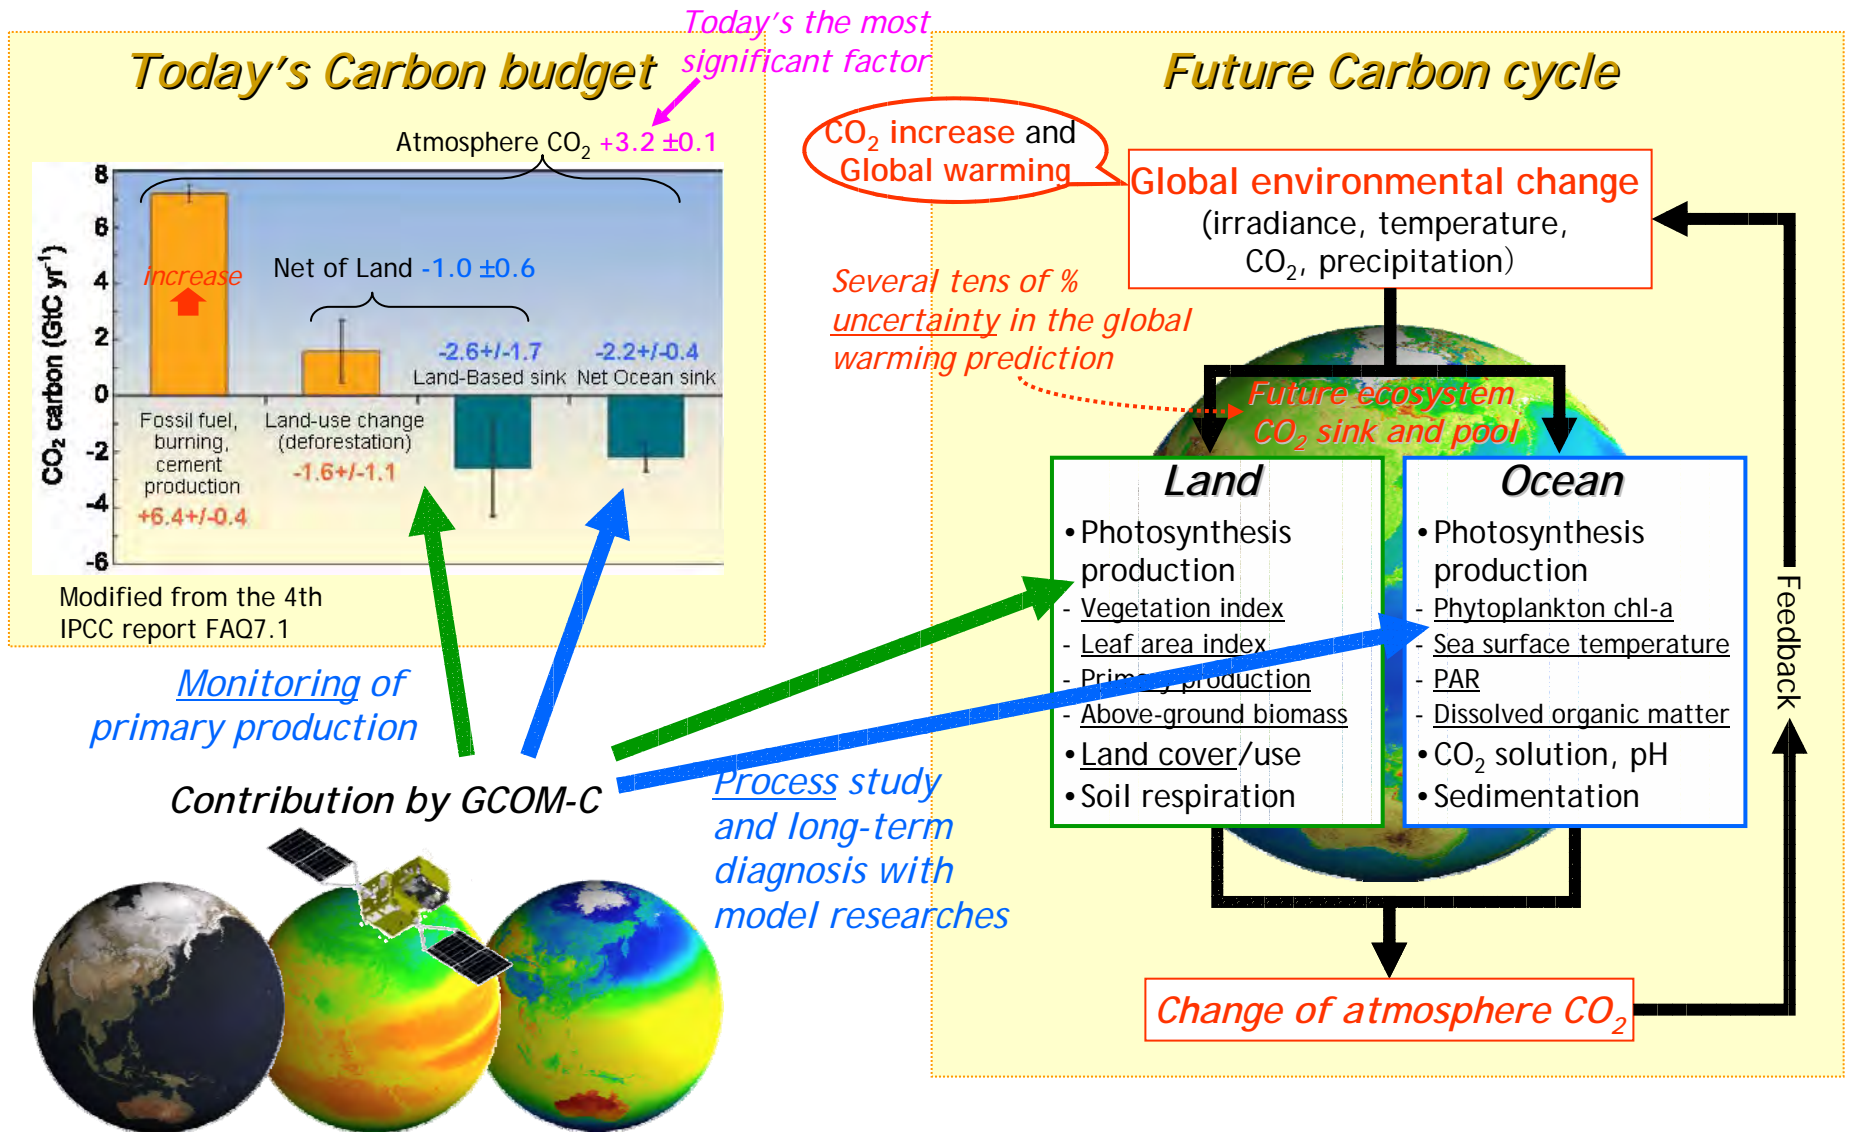 Today's Carbon budget
Today's the most
significant factor
Atmosphere CO₂ +3.2 ±0.1
8
6
4
2
0
-2
-4
-6
CO₂ carbon (GtC yr⁻¹)
increase
Net of Land -1.0 ±0.6
-2.6+/-1.7
Land-Based sink
-2.2+/-0.4
Net Ocean sink
Fossil fuel,
burning,
cement
production
+6.4+/-0.4
Land-use change
(deforestation)
-1.6+/-1.1
Modified from the 4th
IPCC report FAQ7.1
Monitoring of
primary production
Contribution by GCOM-C
Process study
and long-term
diagnosis with
model researches
Future Carbon cycle
CO₂ increase and
Global warming
Global environmental change
(irradiance, temperature,
CO₂, precipitation)
Several tens of %
uncertainty in the global
warming prediction
Future ecosystem
CO₂ sink and pool
Land
•Photosynthesis
production
- Vegetation index
- Leaf area index
- Primary production
- Above-ground biomass
•Land cover/use
•Soil respiration
Ocean
•Photosynthesis
production
- Phytoplankton chl-a
- Sea surface temperature
- PAR
- Dissolved organic matter
•CO₂ solution, pH
•Sedimentation
Feedback
Change of atmosphere CO₂